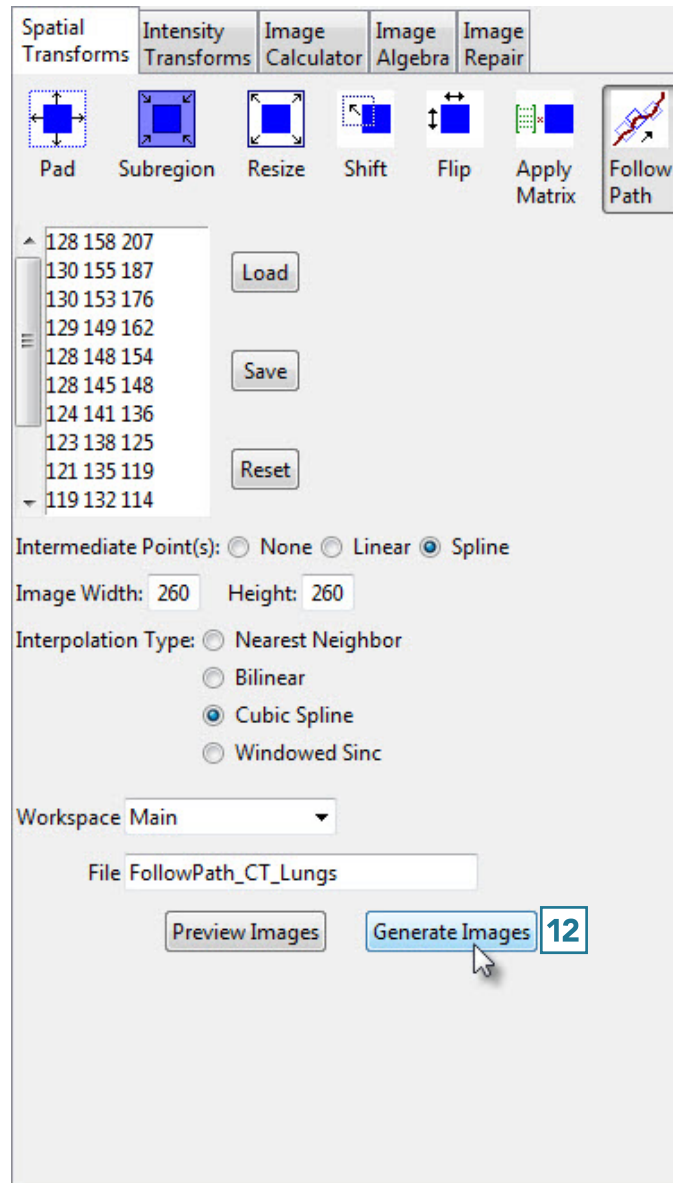 Spatial Transforms
Intensity Transforms
Image Calculator
Image Algebra
Image Repair
Pad
Subregion
Resize
Shift
Flip
Apply Matrix
Follow Path
128 158 207
130 155 187
130 153 176
129 149 162
128 148 154
128 145 148
124 141 136
123 138 125
121 135 119
119 132 114
Load
Save
Reset
Intermediate Point(s): None Linear Spline
Image Width: 260 Height: 260
Interpolation Type: Nearest Neighbor
Bilinear
Cubic Spline
Windowed Sinc
Workspace Main
File FollowPath_CT_Lungs
Preview Images Generate Images 12